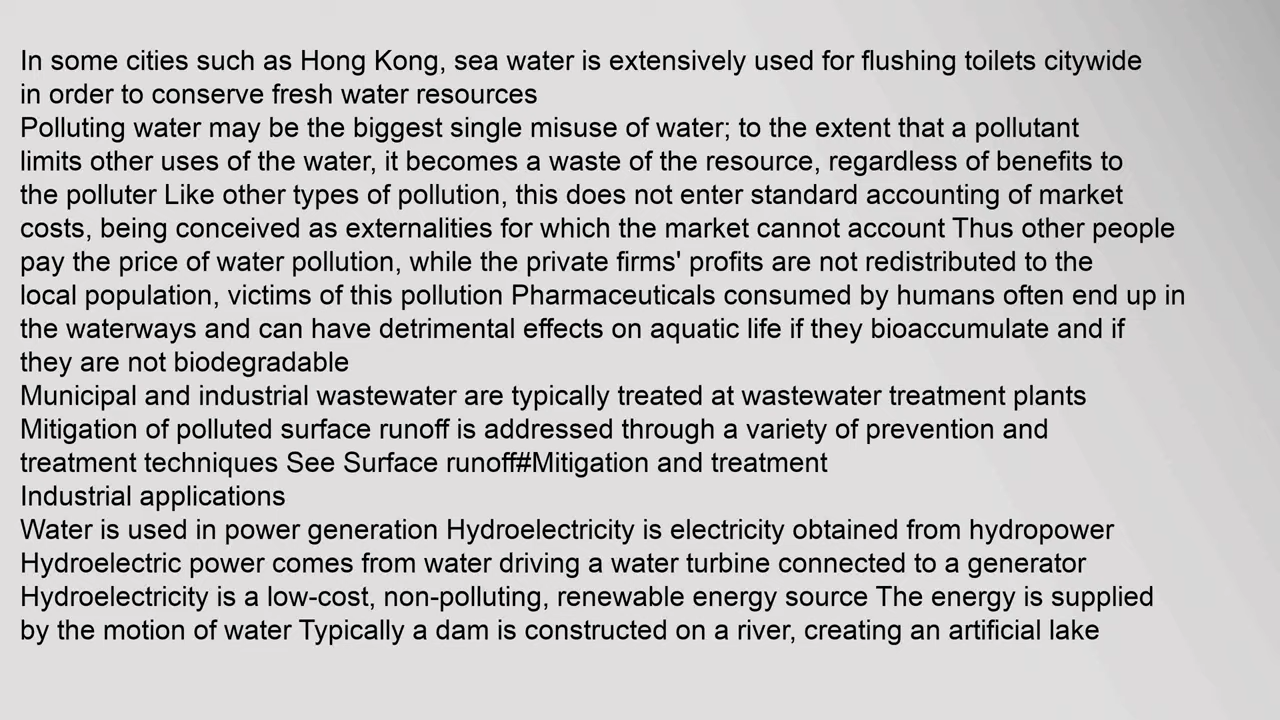 In some cities such as Hong Kong, sea water is extensively used for flushing toilets citywide
in order to conserve fresh water resources
Polluting water may be the biggest single misuse of water; to the extent that a pollutant
limits other uses of the water, it becomes a waste of the resource, regardless of benefits to
the polluter Like other types of pollution, this does not enter standard accounting of market
costs, being conceived as externalities for which the market cannot account Thus other people
pay the price of water pollution, while the private firms' profits are not redistributed to the
local population, victims of this pollution Pharmaceuticals consumed by humans often end up in
the waterways and can have detrimental effects on aquatic life if they bioaccumulate and if
they are not biodegradable
Municipal and industrial wastewater are typically treated at wastewater treatment plants
Mitigation of polluted surface runoff is addressed through a variety of prevention and
treatment techniques See Surface runoff#Mitigation and treatment
Industrial applications
Water is used in power generation Hydroelectricity is electricity obtained from hydropower
Hydroelectric power comes from water driving a water turbine connected to a generator
Hydroelectricity is a low-cost, non-polluting, renewable energy source The energy is supplied
by the motion of water Typically a dam is constructed on a river, creating an artificial lake